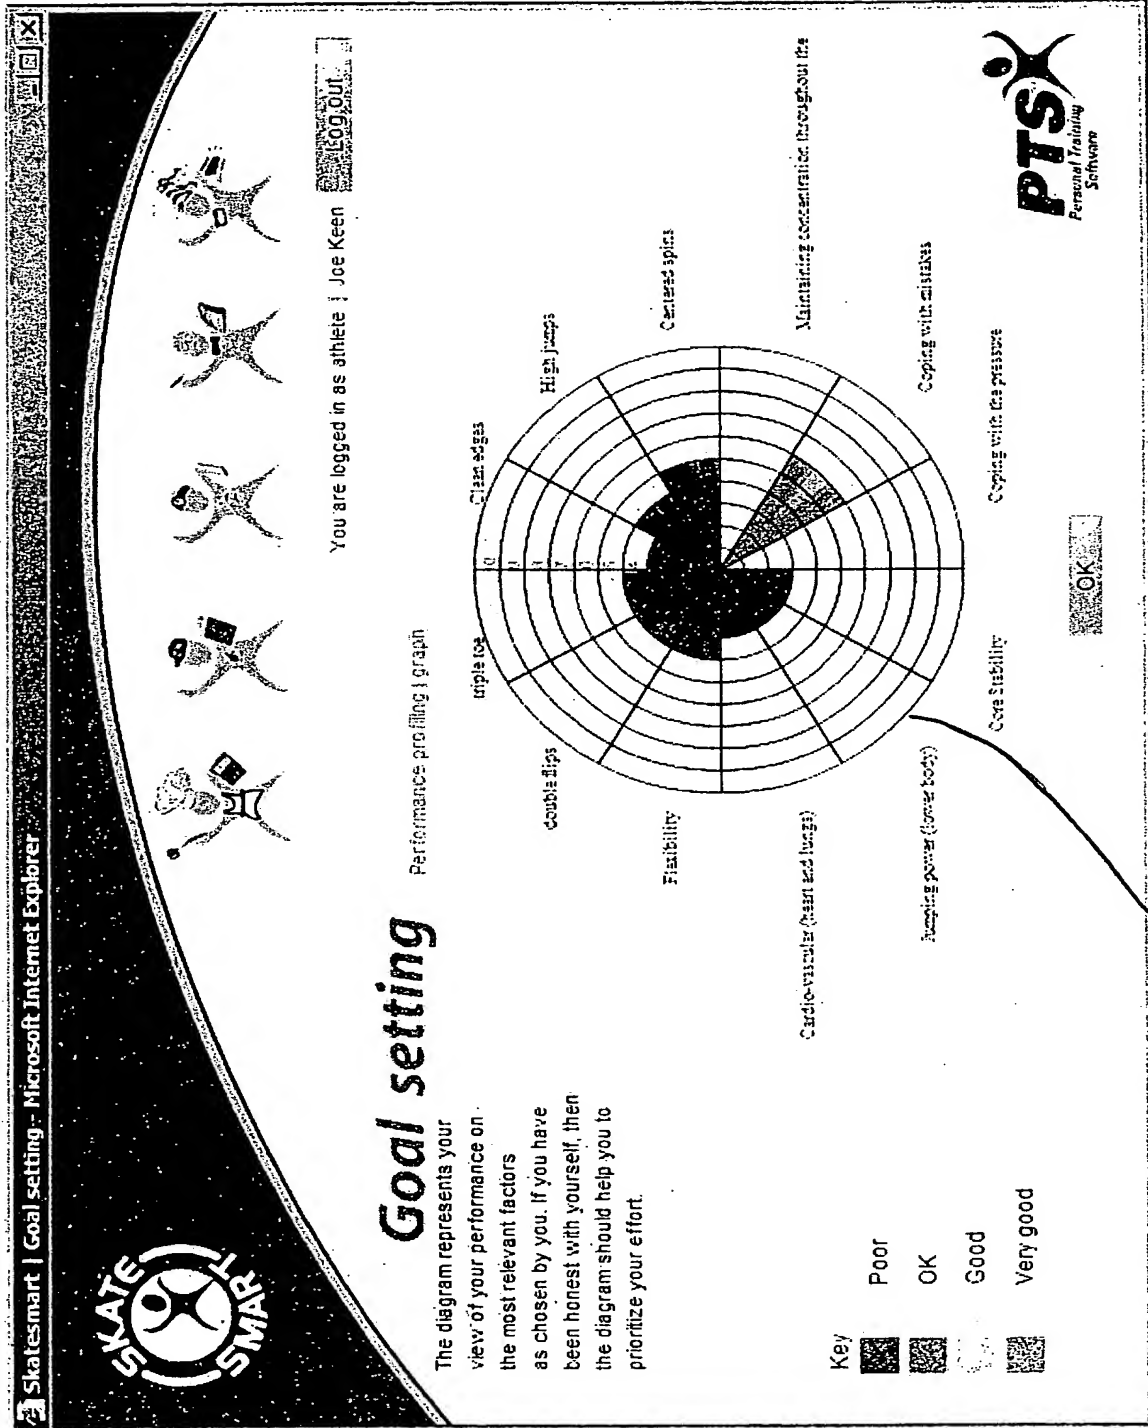 Skatesmart | Goal setting - Microsoft Internet Explorer
SKATE
SMART
You are logged in as athlete | Joe Keen
Log out
Goal setting
Performance profiling | graph
The diagram represents your
view of your performance on
the most relevant factors
as chosen by you. If you have
been honest with yourself, then
the diagram should help you to
prioritize your effort.
Key
Poor
OK
Good
Very good
triple toe
Clean edges
double flips
High jumps
Flexibility
Centered spins
Cardio-vascular (heart and lungs)
Maintaining concentration throughout the
Jumping power (lower body)
Coping with mistakes
Core Stability
Coping with the pressure
OK
PTS
Personal Training
Software